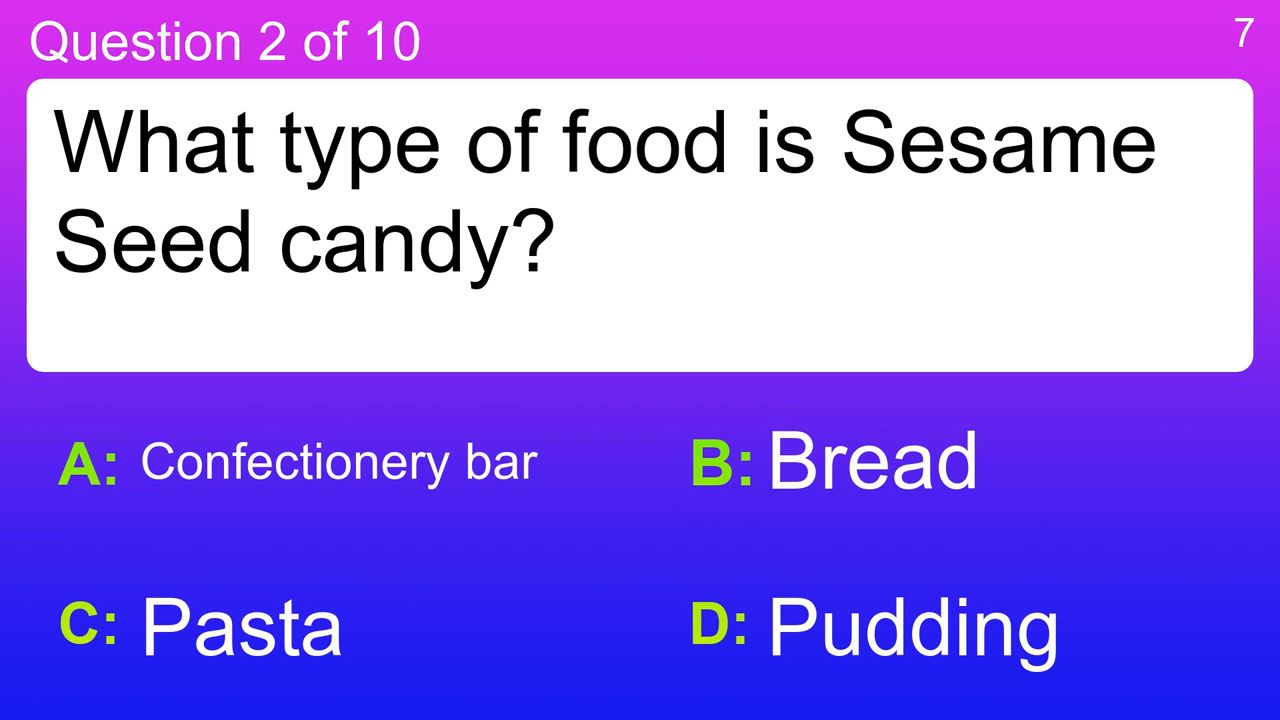 Question 2 of 10
7
What type of food is Sesame
Seed candy?
A: Confectionery bar
B: Bread
C: Pasta
D: Pudding